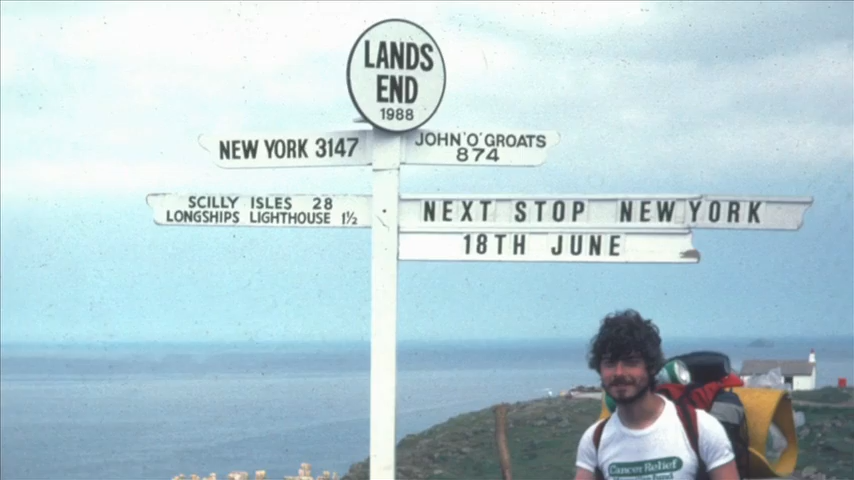 LANDS
END
1988
NEW YORK 3147
JOHN 'O' GROATS
874
SCILLY ISLES 28
LONGSHIPS LIGHTHOUSE 1½
NEXT STOP NEW YORK
18TH JUNE
Cancer Relief